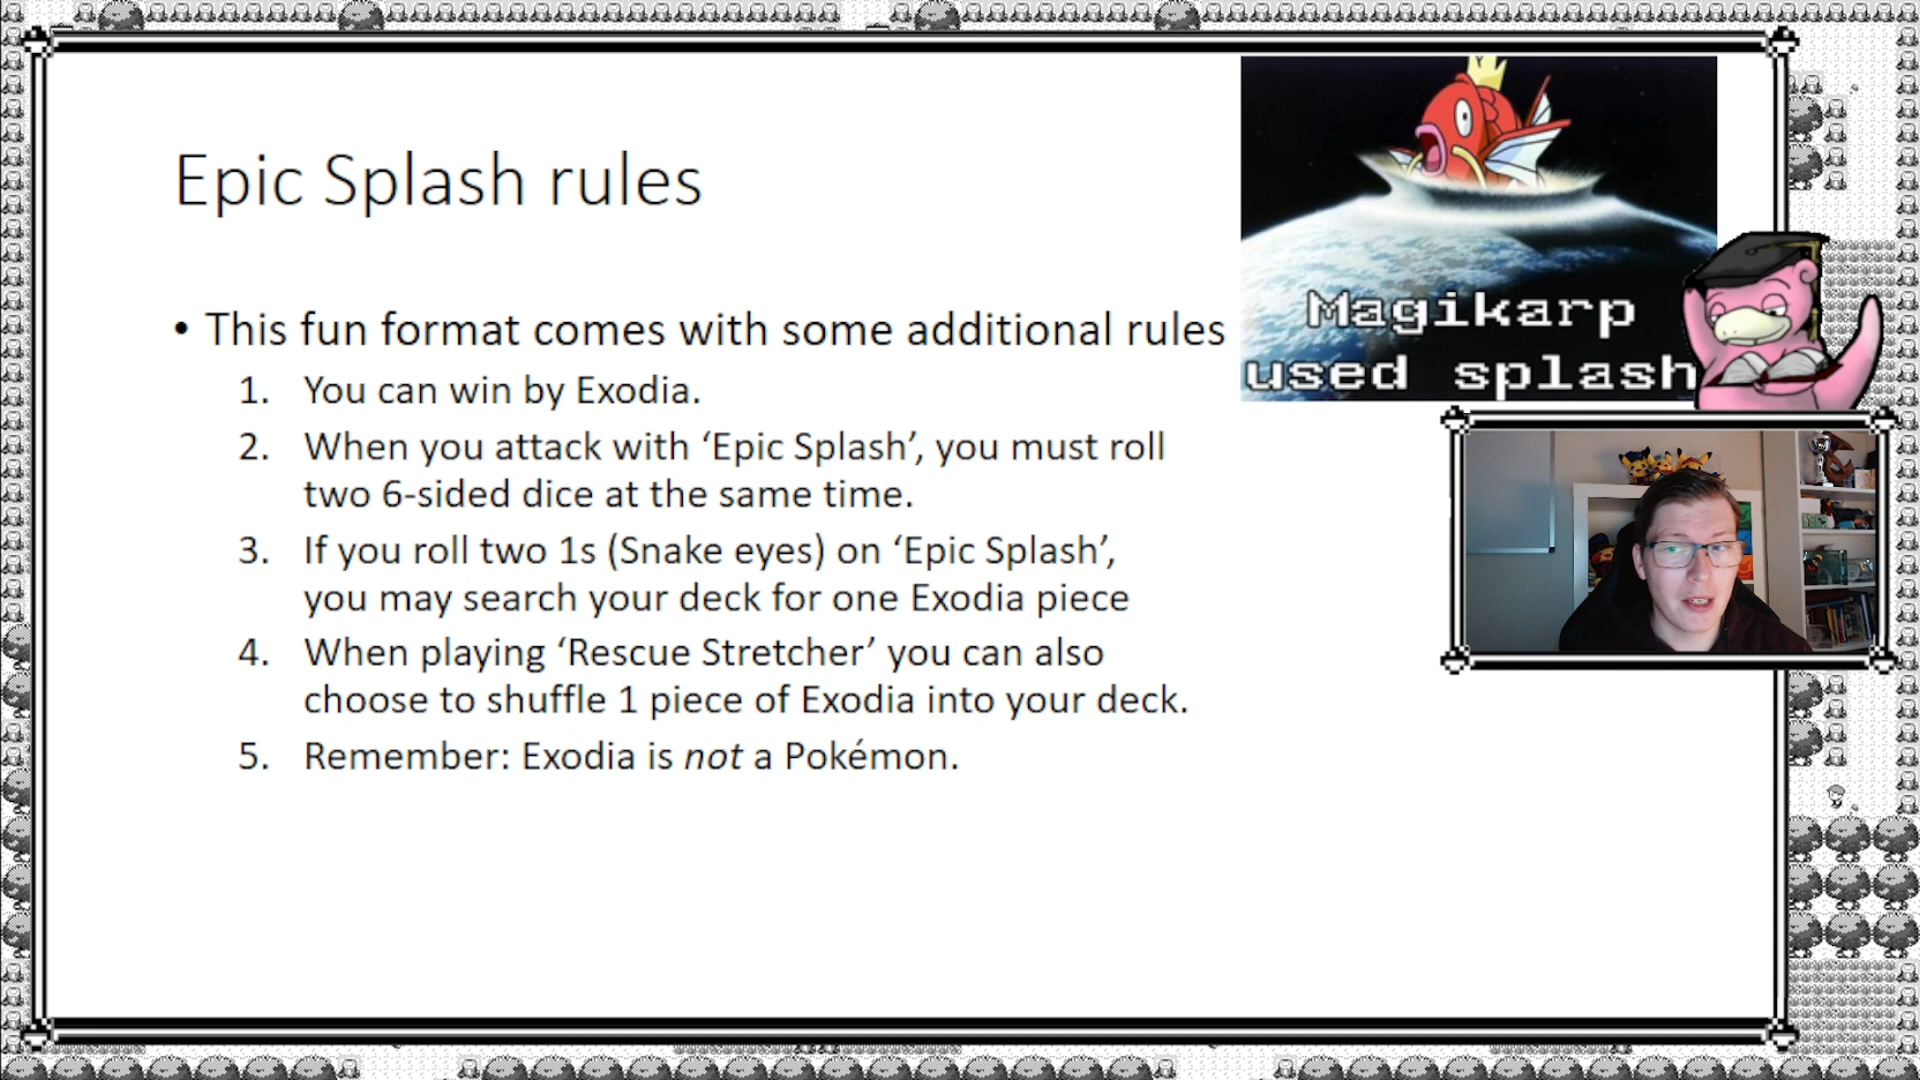 Epic Splash rules
• This fun format comes with some additional rules
1. You can win by Exodia.
2. When you attack with ‘Epic Splash’, you must roll
two 6-sided dice at the same time.
3. If you roll two 1s (Snake eyes) on ‘Epic Splash’,
you may search your deck for one Exodia piece
4. When playing ‘Rescue Stretcher’ you can also
choose to shuffle 1 piece of Exodia into your deck.
5. Remember: Exodia is not a Pokémon.
Magikarp
used splash